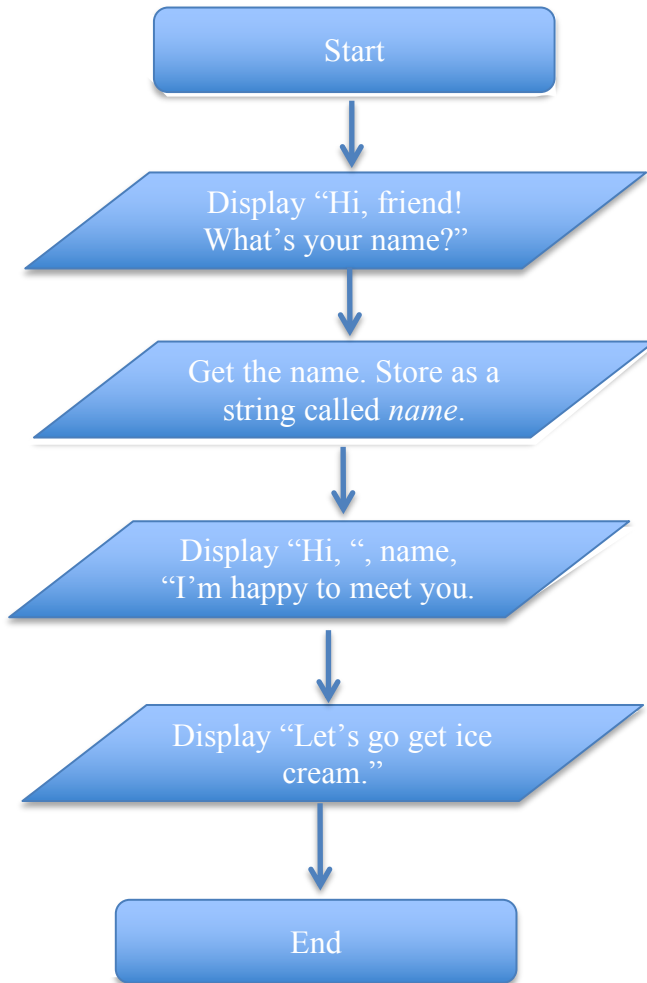 Start
Display “Hi, friend!
What’s your name?”
Get the name. Store as a
string called name.
Display “Hi, “, name,
“I’m happy to meet you.
Display “Let’s go get ice
cream.”
End